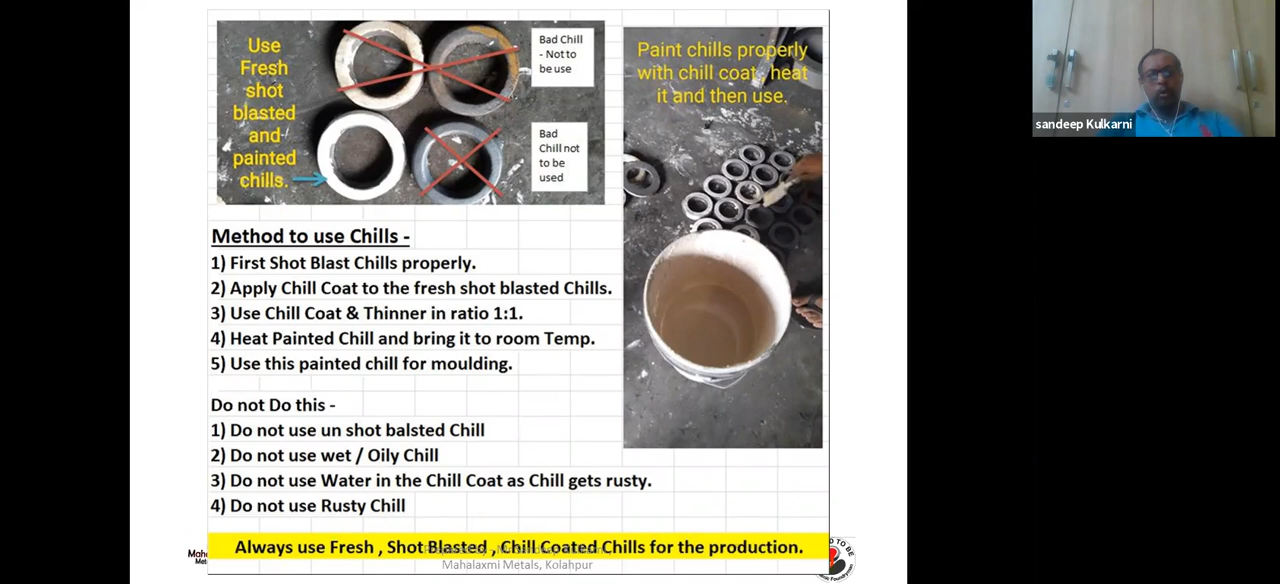 Use
Fresh
shot
blasted
and
painted
chills.
Bad Chill
- Not to
be use
Bad
Chill not
to be
used
Paint chills properly
with chill coat , heat
it and then use.
sandeep Kulkarni
Method to use Chills -
1) First Shot Blast Chills properly.
2) Apply Chill Coat to the fresh shot blasted Chills.
3) Use Chill Coat & Thinner in ratio 1:1.
4) Heat Painted Chill and bring it to room Temp.
5) Use this painted chill for moulding.
Do not Do this -
1) Do not use un shot balsted Chill
2) Do not use wet / Oily Chill
3) Do not use Water in the Chill Coat as Chill gets rusty.
4) Do not use Rusty Chill
Always use Fresh , Shot Blasted , Chill Coated Chills for the production.
Mahalaxmi Metals, Kolahpur